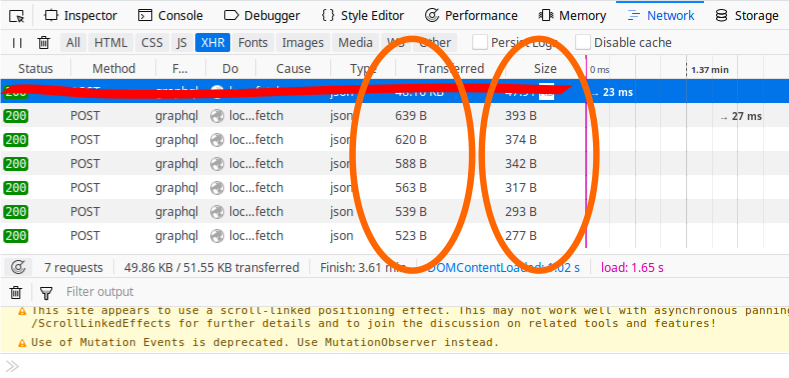 Inspector Console Debugger Style Editor Performance Memory Network Storage
All HTML CSS JS XHR Fonts Images Media WS Other Persist Logs Disable cache
Status Method F... Do Cause Type Transferred Size 0 ms 1.37 min
200 POST graphql json 23 ms
200 POST graphql loc...fetch json 639 B 393 B → 27 ms
200 POST graphql loc...fetch json 620 B 374 B
200 POST graphql loc...fetch json 588 B 342 B
200 POST graphql loc...fetch json 563 B 317 B
200 POST graphql loc...fetch json 539 B 293 B
200 POST graphql loc...fetch json 523 B 277 B
7 requests 49.86 KB / 51.55 KB transferred Finish: 3.61 min DOMContentLoaded: 1.02 s load: 1.65 s
Filter output
This site appears to use a scroll-linked positioning effect. This may not work well with asynchronous panning
/ScrollLinkedEffects for further details and to join the discussion on related tools and features!
Use of Mutation Events is deprecated. Use MutationObserver instead.